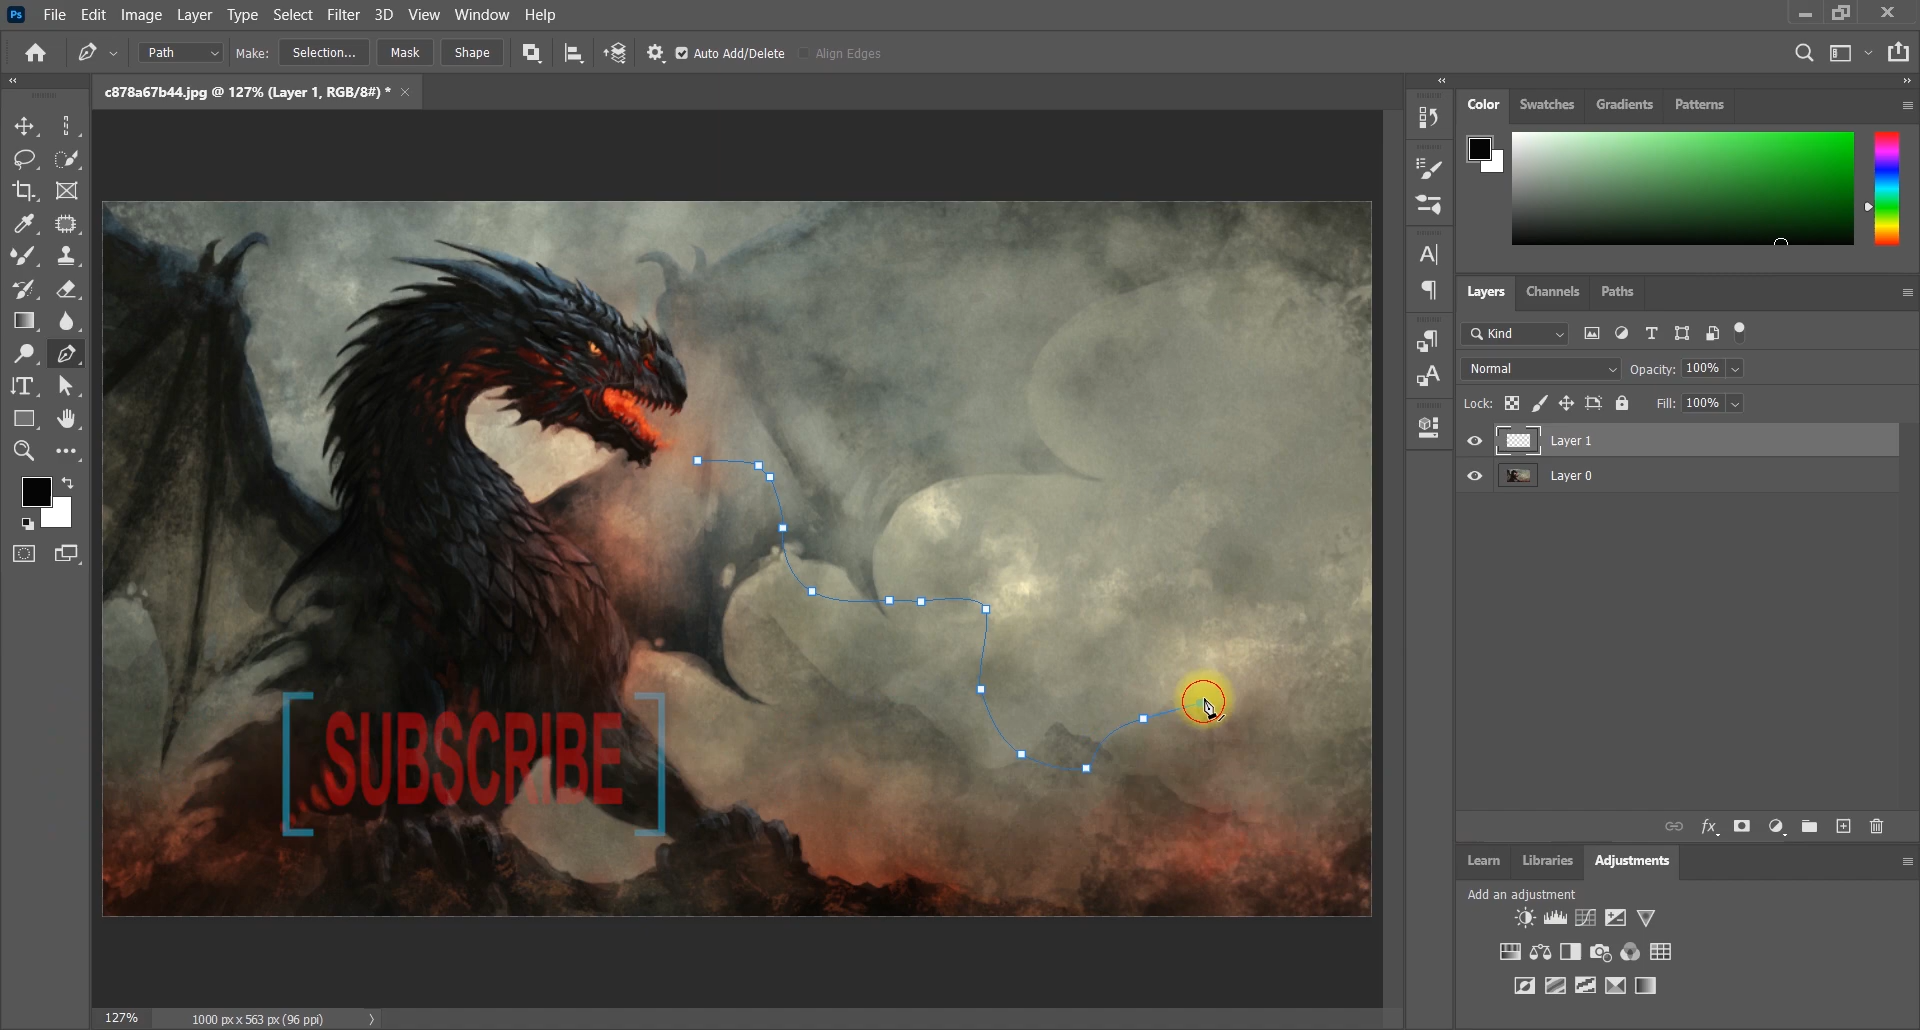 Ps File Edit Image Layer Type Select Filter 3D View Window Help
Path Make: Selection... Mask Shape Auto Add/Delete Align Edges
c878a67b44.jpg @ 127% (Layer 1, RGB/8#) *
Color Swatches Gradients Patterns
Layers Channels Paths
Kind
Normal Opacity: 100%
Lock: Fill: 100%
Layer 1
Layer 0
SUBSCRIBE
Learn Libraries Adjustments
Add an adjustment
127% 1000 px x 563 px (96 ppi)